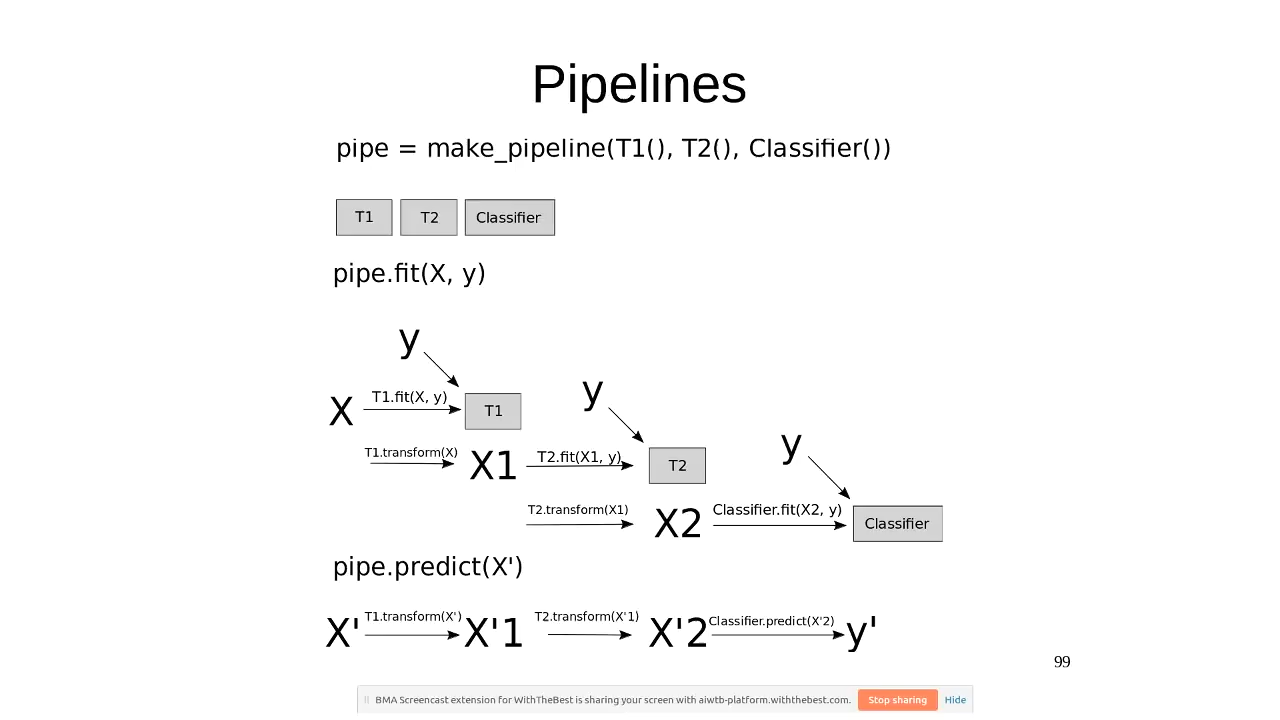 Pipelines
pipe = make_pipeline(T1(), T2(), Classifier())
T1 T2 Classifier
pipe.fit(X, y)
y
X T1.fit(X, y) T1
y
T1.transform(X) X1 T2.fit(X1, y) T2
y
T2.transform(X1) X2 Classifier.fit(X2, y) Classifier
pipe.predict(X')
X' T1.transform(X') X'1 T2.transform(X'1) X'2 Classifier.predict(X'2) y'
99
BMA Screencast extension for WithTheBest is sharing your screen with aiwtb-platform.withthebest.com. Stop sharing Hide